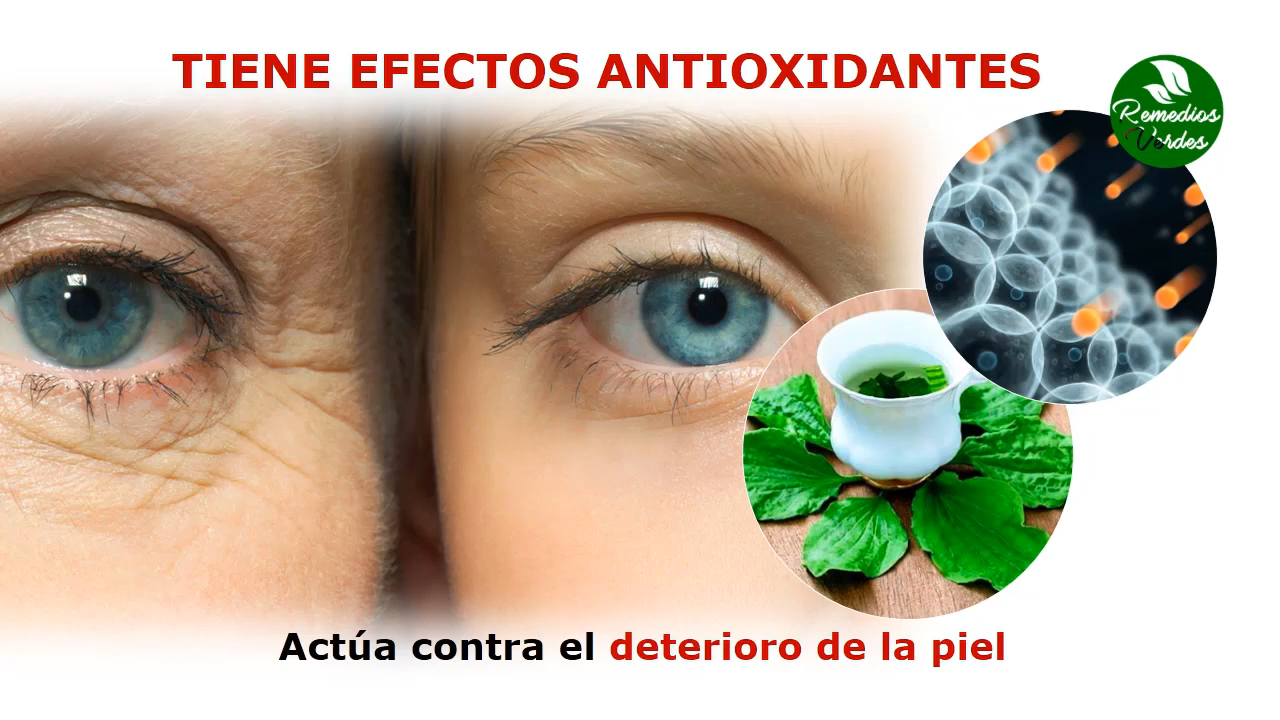 TIENE EFECTOS ANTIOXIDANTES
Remedios
Verdes
Actúa contra el deterioro de la piel